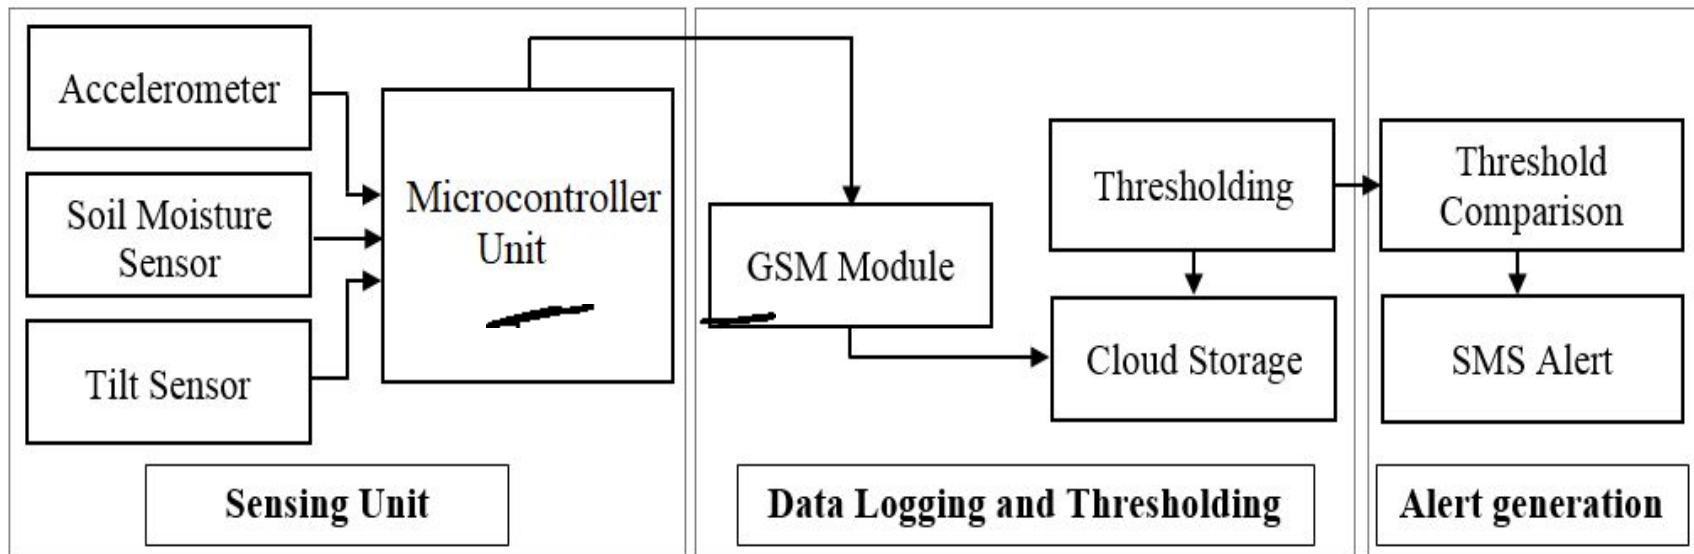 Accelerometer
Soil Moisture
Sensor
Tilt Sensor
Microcontroller
Unit
GSM Module
Thresholding
Cloud Storage
Threshold
Comparison
SMS Alert
Sensing Unit
Data Logging and Thresholding
Alert generation